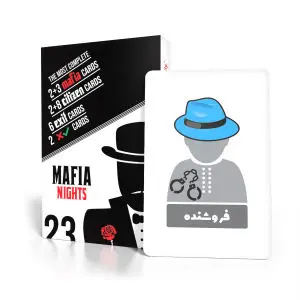 THE MOST COMPLETE
2+3 mafia CARDS
2+8 citizen CARDS
6 exit CARDS
2 ❌✔ CARDS
MAFIA
NIGHTS
23
فروشنده